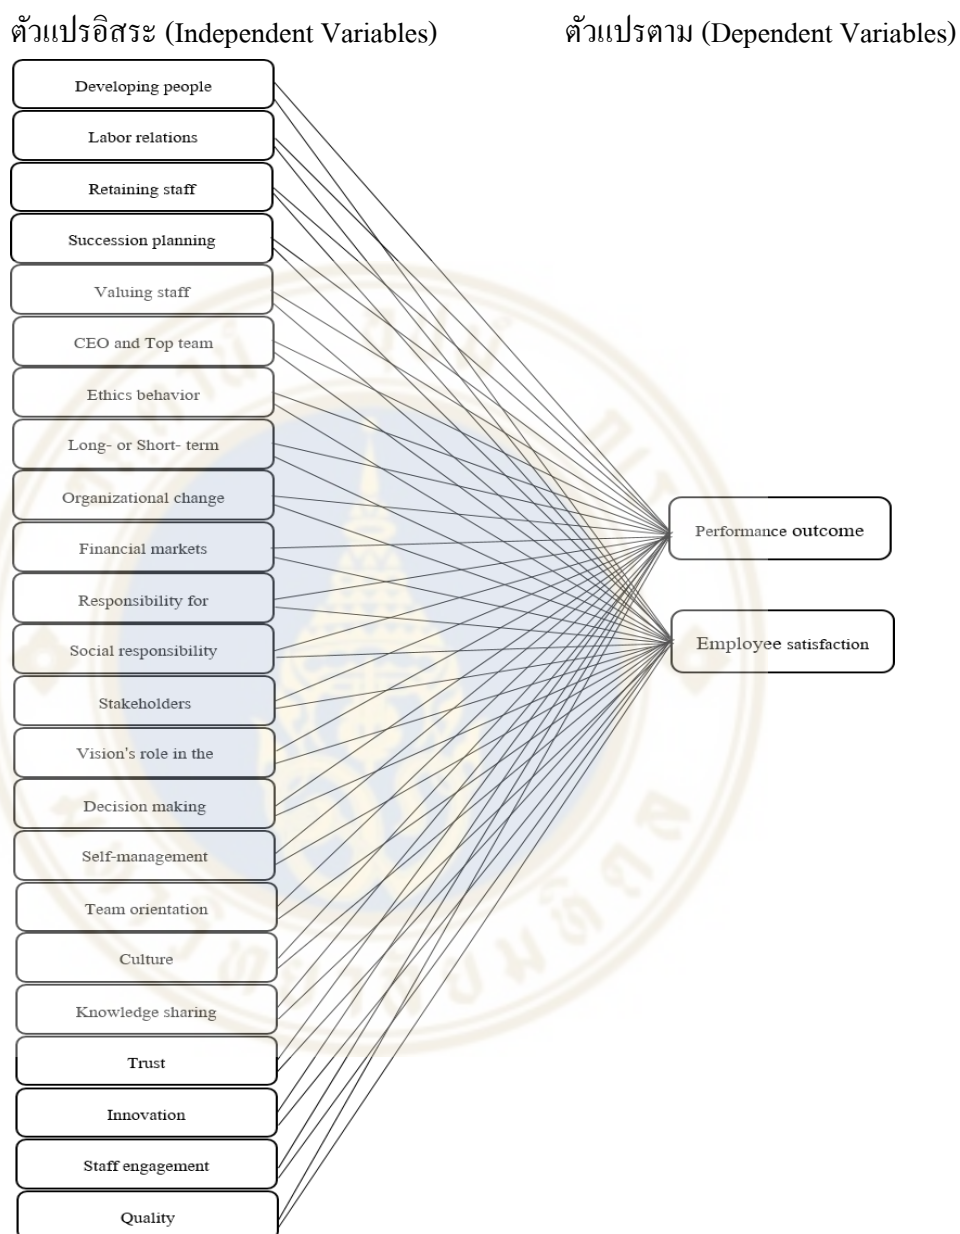 ตัวแปรอิสระ (Independent Variables)
ตัวแปรตาม (Dependent Variables)
Developing people
Labor relations
Retaining staff
Succession planning
Valuing staff
CEO and Top team
Ethics behavior
Long- or Short- term
Organizational change
Financial markets
Responsibility for
Social responsibility
Stakeholders
Vision's role in the
Decision making
Self-management
Team orientation
Culture
Knowledge sharing
Trust
Innovation
Staff engagement
Quality
Performance outcome
Employee satisfaction